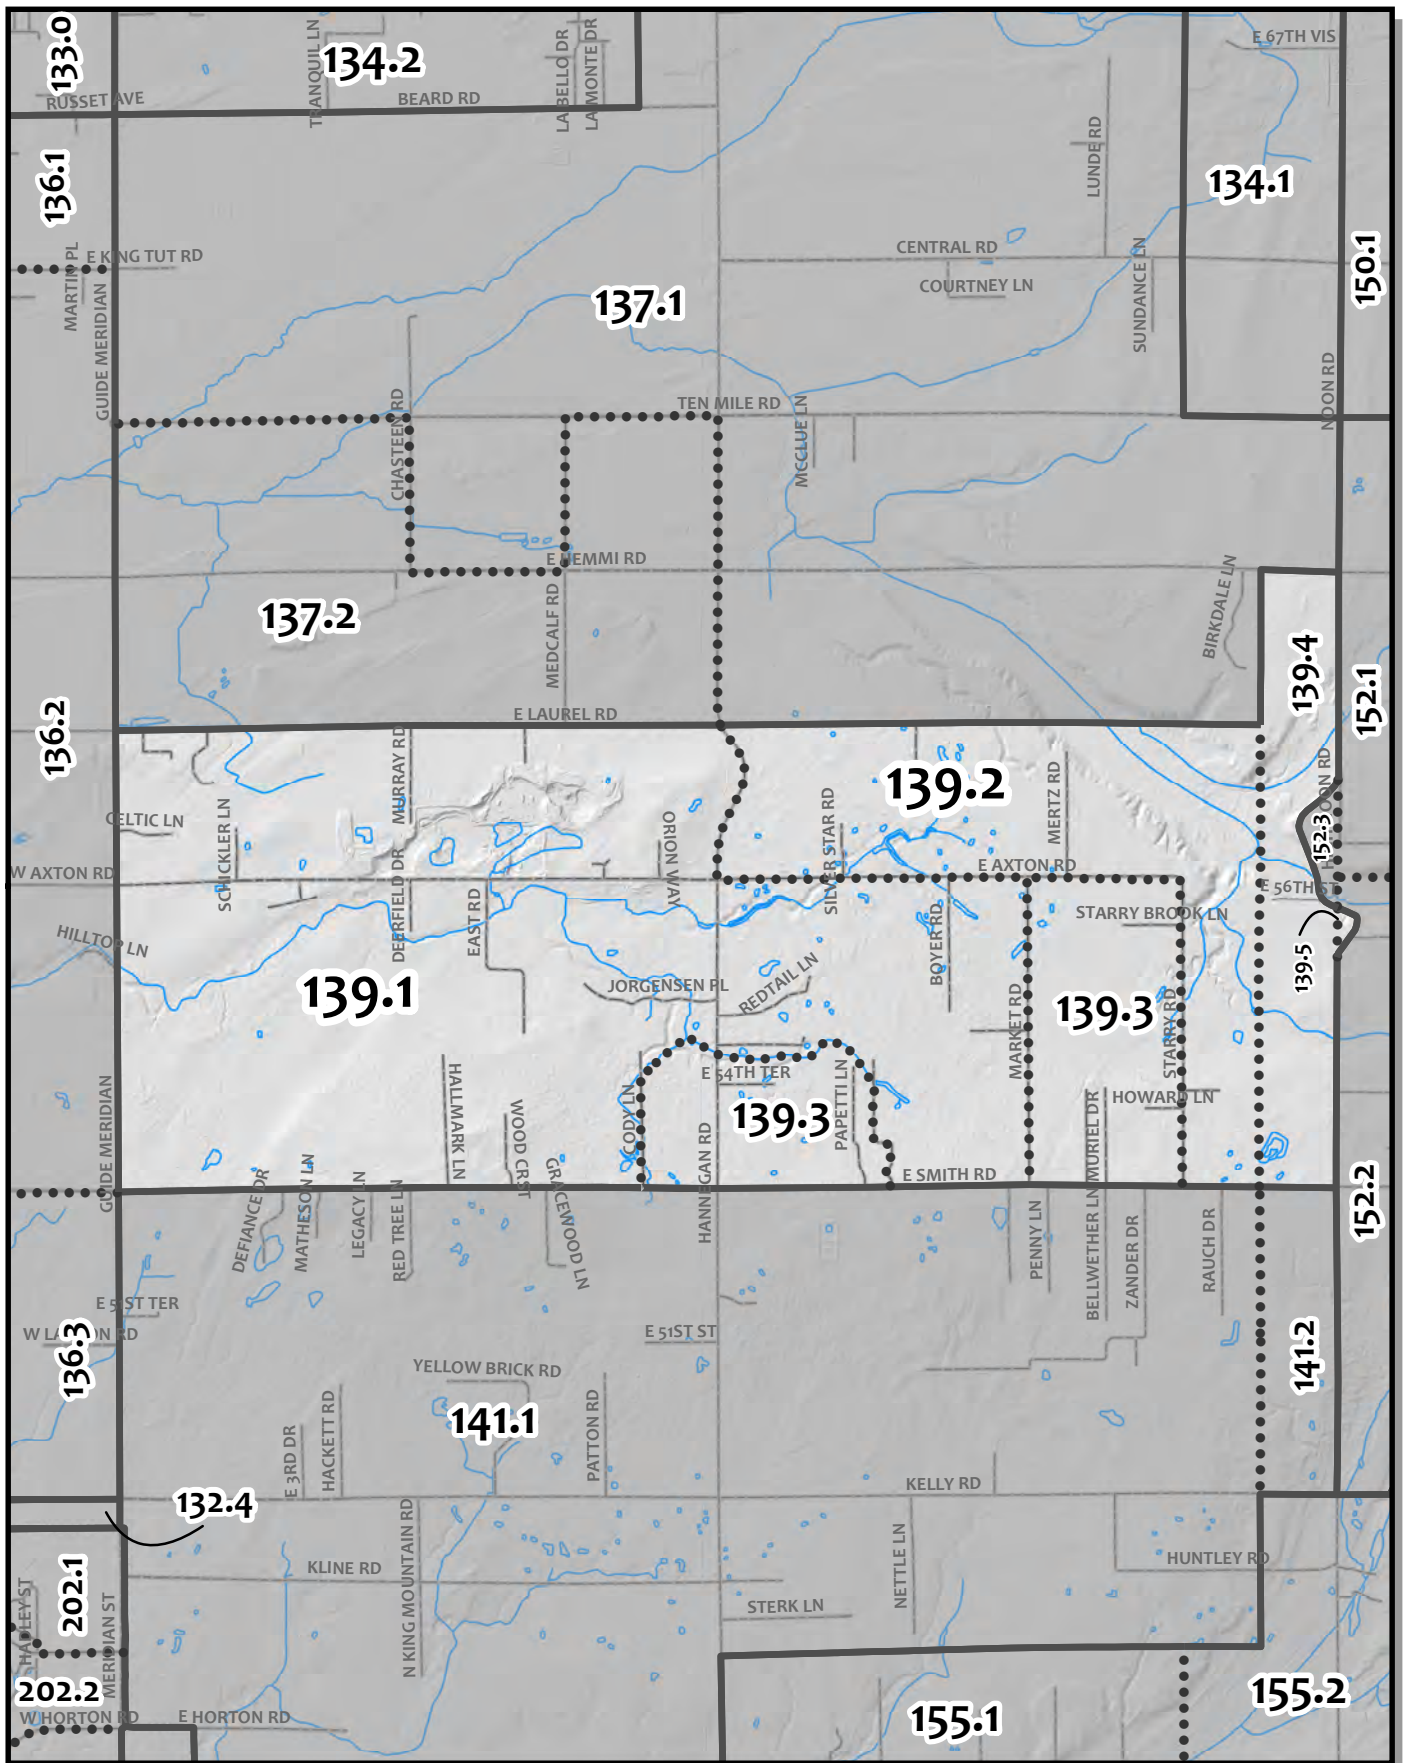 133.0
TRANQUIL LN
134.2
LABELLO DR
LAMONTE DR
E 67TH VIS
RUSSET AVE
BEARD RD
136.1
LUNDE RD
134.1
MARTIN PL
E KING TUT RD
CENTRAL RD
COURTNEY LN
SUNDANCE LN
150.1
137.1
GUIDE MERIDIAN
NOON RD
CHASTEEN RD
TEN MILE RD
MCCLUE LN
E HEMMI RD
137.2
MEDCALF RD
BIRKDALE LN
139.4
152.1
136.2
E LAUREL RD
MURRAY RD
139.2
MERTZ RD
NOON RD
CELTIC LN
SCHICKLER LN
ORION WAY
SILVER STAR RD
152.3
W AXTON RD
DEERFIELD DR
E AXTON RD
E 56TH ST
HILLTOP LN
EAST RD
BOYER RD
STARRY BROOK LN
139.5
139.1
JORGENSEN PL
REDTAIL LN
MARKET RD
139.3
STARRY RD
GUIDE MERIDIAN
HALLMARK LN
WOOD CR ST
CODY LN
E 54TH TER
139.3
PAPETTI LN
HOWARD LN
MURIEL DR
DEFIANCE DR
MATHESON LN
LEGACY LN
RED TREE LN
GRACEWOOD LN
HANNEGAN RD
E SMITH RD
152.2
PENNY LN
BELLWETHER LN
ZANDER DR
RAUCH DR
E 51ST TER
W LAWSON RD
136.3
E 51ST ST
141.2
YELLOW BRICK RD
141.1
E 3RD DR
HACKETT RD
PATTON RD
KELLY RD
132.4
N KING MOUNTAIN RD
NETTLE LN
HUNTLEY RD
KLINE RD
202.1
HADLEY ST
MERIDIAN ST
STERK LN
202.2
W HORTON RD
E HORTON RD
155.1
155.2